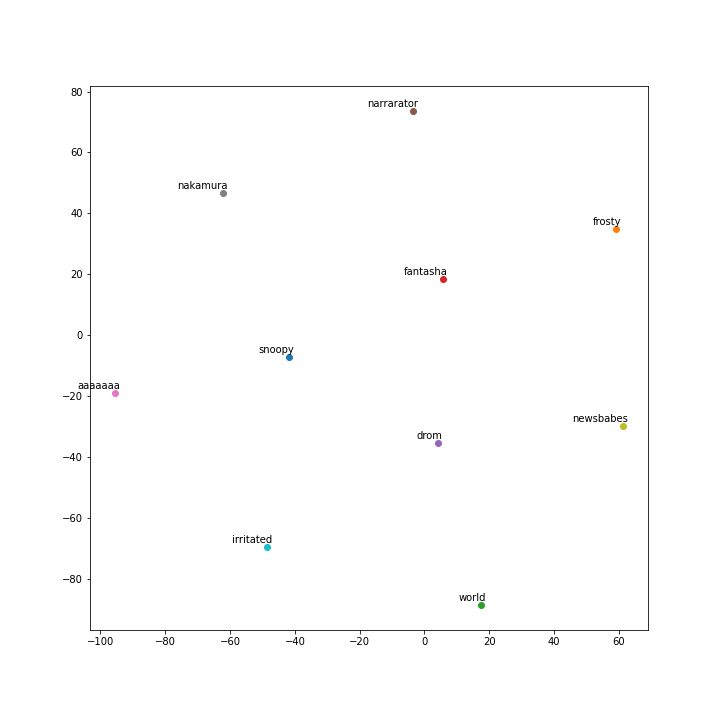 80
narrarator
60
nakamura
40
frosty
20
fantasha
0
snoopy
aaaaaaa
−20
newsbabes
drom
−40
−60
irritated
−80
world
−100 −80 −60 −40 −20 0 20 40 60